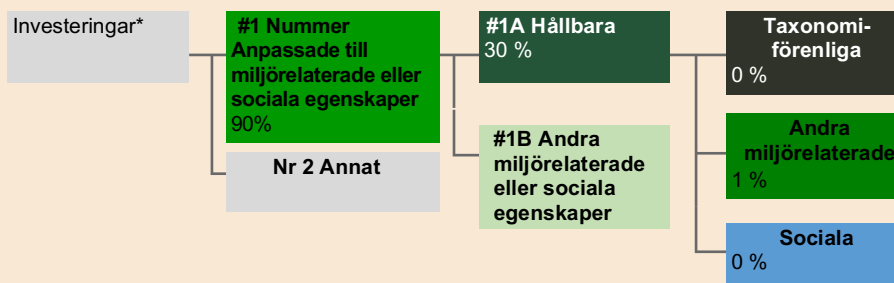 Investeringar*
#1 Nummer
Anpassade till
miljörelaterade eller
sociala egenskaper
90%
Nr 2 Annat
#1A Hållbara
30 %
#1B Andra
miljörelaterade
eller sociala
egenskaper
Taxonomi-
förenliga
0 %
Andra
miljörelaterade
1 %
Sociala
0 %